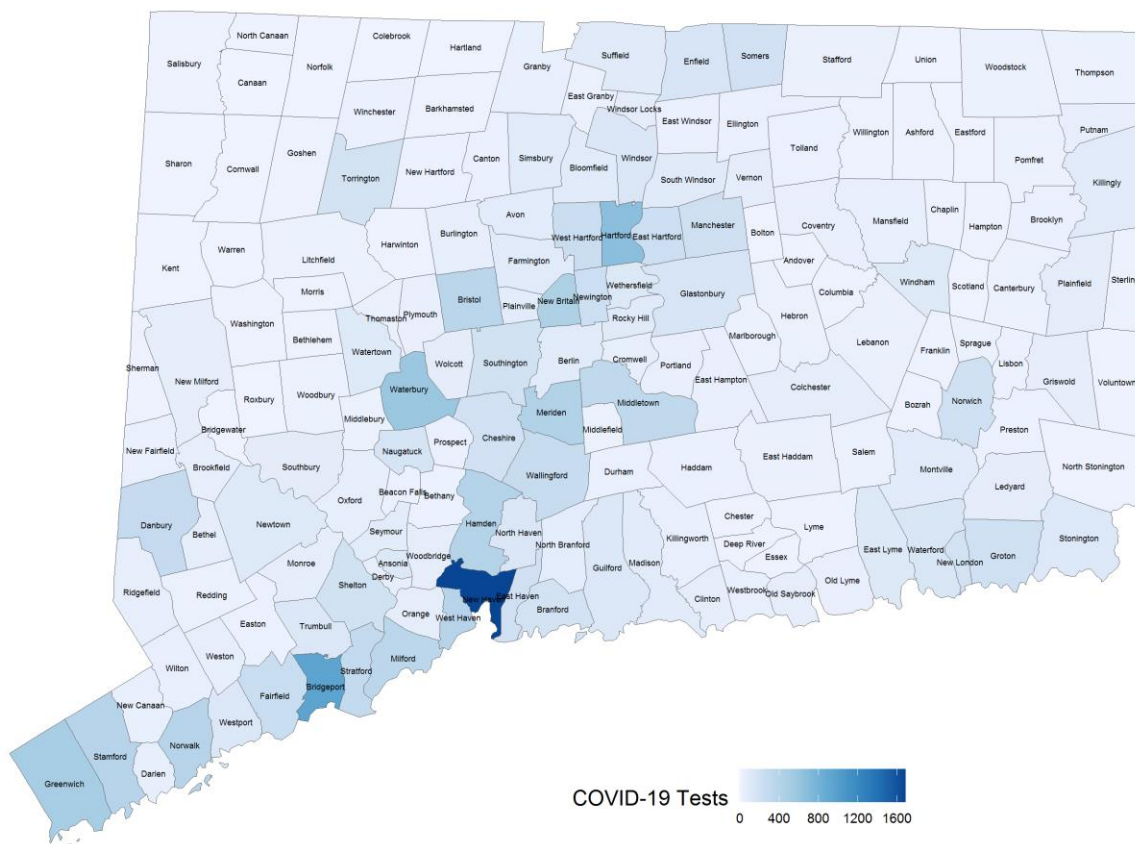 North Canaan
Colebrook
Hartland
Salisbury
Norfolk
Canaan
Granby
Suffield
Enfield
Somers
Stafford
Union
Woodstock
Thompson
East Granby
Windsor Locks
Winchester
Barkhamsted
East Windsor
Ellington
Willington
Ashford
Eastford
Putnam
Sharon
Cornwall
Goshen
Torrington
New Hartford
Canton
Simsbury
Bloomfield
Windsor
South Windsor
Vernon
Tolland
Pomfret
Killingly
Avon
Burlington
West Hartford
Hartford
East Hartford
Manchester
Bolton
Coventry
Mansfield
Chaplin
Hampton
Brooklyn
Kent
Warren
Litchfield
Harwinton
Farmington
Andover
Morris
Bristol
Plainville
New Britain
Newington
Wethersfield
Glastonbury
Columbia
Windham
Scotland
Canterbury
Plainfield
Sterling
Washington
Bethlehem
Thomaston
Plymouth
Rocky Hill
Hebron
Marlborough
Lebanon
Franklin
Sprague
Lisbon
Sherman
New Milford
Watertown
Wolcott
Southington
Berlin
Cromwell
Portland
East Hampton
Colchester
Griswold
Voluntown
Roxbury
Woodbury
Waterbury
Middlebury
Meriden
Middletown
Middlefield
Bozrah
Norwich
Preston
Bridgewater
New Fairfield
Brookfield
Southbury
Naugatuck
Prospect
Cheshire
Wallingford
Durham
Haddam
East Haddam
Salem
Montville
Ledyard
North Stonington
Oxford
Beacon Falls
Bethany
Danbury
Bethel
Newtown
Seymour
Hamden
North Haven
North Branford
Guilford
Madison
Killingworth
Chester
Deep River
Essex
Lyme
East Lyme
Waterford
New London
Groton
Stonington
Monroe
Ansonia
Woodbridge
Derby
Shelton
Ridgefield
Redding
Orange
New Haven
East Haven
West Haven
Branford
Clinton
Westbrook
Old Saybrook
Old Lyme
Easton
Trumbull
Weston
Wilton
Milford
Stratford
Bridgeport
Fairfield
New Canaan
Westport
Norwalk
Stamford
Darien
Greenwich
COVID-19 Tests
0 400 800 1200 1600